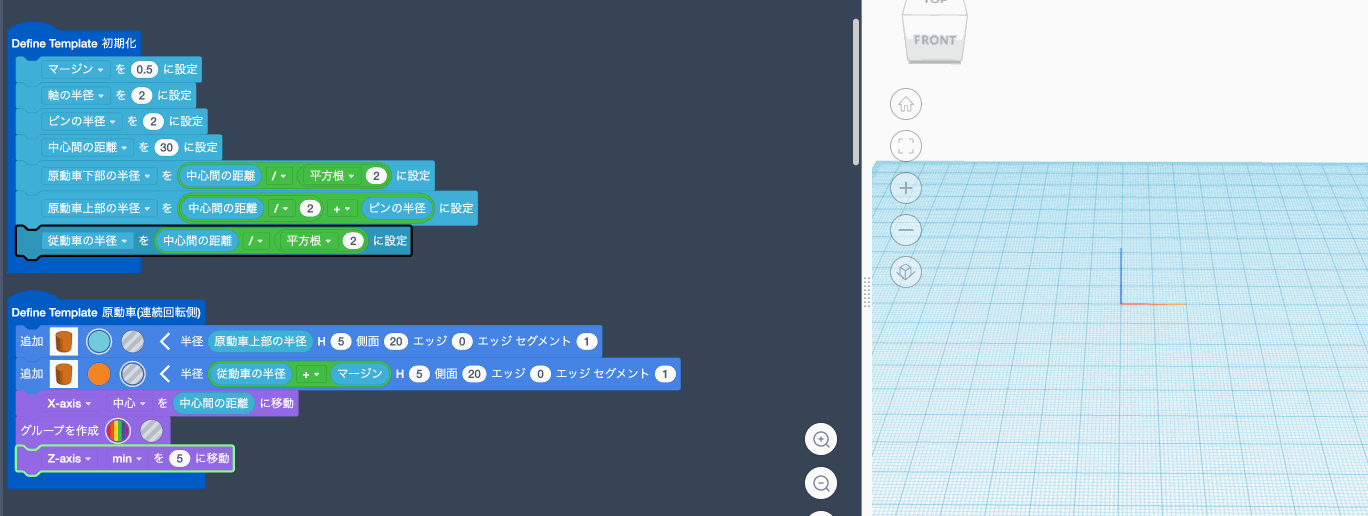 Define Template 初期化
マージン を 0.5 に設定
軸の半径 を 2 に設定
ピンの半径 を 2 に設定
中心間の距離 を 30 に設定
原動車下部の半径 を 中心間の距離 / 平方根 2 に設定
原動車上部の半径 を 中心間の距離 / 2 + ピンの半径 に設定
従動車の半径 を 中心間の距離 / 平方根 2 に設定
Define Template 原動車(連続回転側)
追加 半径 原動車上部の半径 H 5 側面 20 エッジ 0 エッジ セグメント 1
追加 半径 従動車の半径 + マージン H 5 側面 20 エッジ 0 エッジ セグメント 1
X-axis 中心 を 中心間の距離 に移動
グループを作成
Z-axis min を 5 に移動
TOP
FRONT